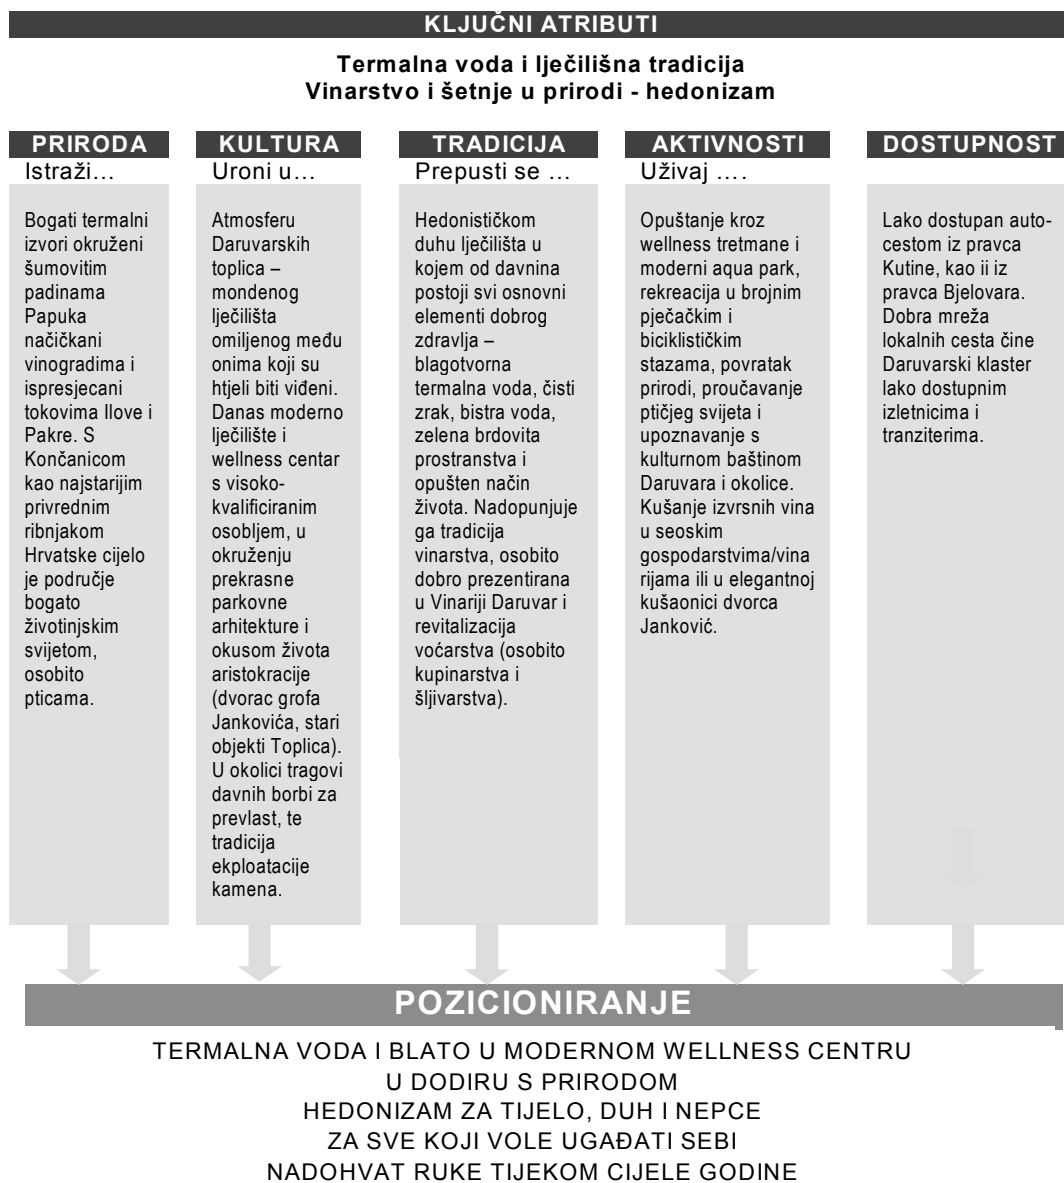 KLJUČNI ATRIBUTI
Termalna voda i lječilišna tradicija
Vinarstvo i šetnje u prirodi - hedonizam
PRIRODA
Istraži…
Bogati termalni
izvori okruženi
šumovitim
padinama
Papuka
načičkani
vinogradima i
ispresjecani
tokovima Ilove i
Pakre. S
Končanicom
kao najstarijim
privrednim
ribnjakom
Hrvatske cijelo
je područje
bogato
životinjskim
svijetom,
osobito
pticama.
KULTURA
Uroni u…
Atmosferu
Daruvarskih
toplica –
mondenog
lječilišta
omiljenog među
onima koji su
htjeli biti viđeni.
Danas moderno
lječilište i
wellness centar
s visoko-
kvalificiranim
osobljem, u
okruženju
prekrasne
parkovne
arhitekture i
okusom života
aristokracije
(dvorac grofa
Jankovića, stari
objekti Toplica).
U okolici tragovi
davnih borbi za
prevlast, te
tradicija
ekploatacije
kamena.
TRADICIJA
Prepusti se …
Hedonističkom
duhu lječilišta u
kojem od davnina
postoji svi osnovni
elementi dobrog
zdravlja –
blagotvorna
termalna voda, čisti
zrak, bistra voda,
zelena brdovita
prostranstva i
opušten način
života. Nadopunjuje
ga tradicija
vinarstva, osobito
dobro prezentirana
u Vinariji Daruvar i
revitalizacija
voćarstva (osobito
kupinarstva i
šljivarstva).
AKTIVNOSTI
Uživaj ….
Opuštanje kroz
wellness tretmane i
moderni aqua park,
rekreacija u brojnim
pječačkim i
biciklističkim
stazama, povratak
prirodi, proučavanje
ptičjeg svijeta i
upoznavanje s
kulturnom baštinom
Daruvara i okolice.
Kušanje izvrsnih vina
u seoskim
gospodarstvima/vina
rijama ili u elegantnoj
kušaonici dvorca
Janković.
DOSTUPNOST
Lako dostupan auto-
cestom iz pravca
Kutine, kao ii iz
pravca Bjelovara.
Dobra mreža
lokalnih cesta čine
Daruvarski klaster
lako dostupnim
izletnicima i
tranziterima.
POZICIONIRANJE
TERMALNA VODA I BLATO U MODERNOM WELLNESS CENTRU
U DODIRU S PRIRODOM
HEDONIZAM ZA TIJELO, DUH I NEPCE
ZA SVE KOJI VOLE UGAĐATI SEBI
NADOHVAT RUKE TIJEKOM CIJELE GODINE